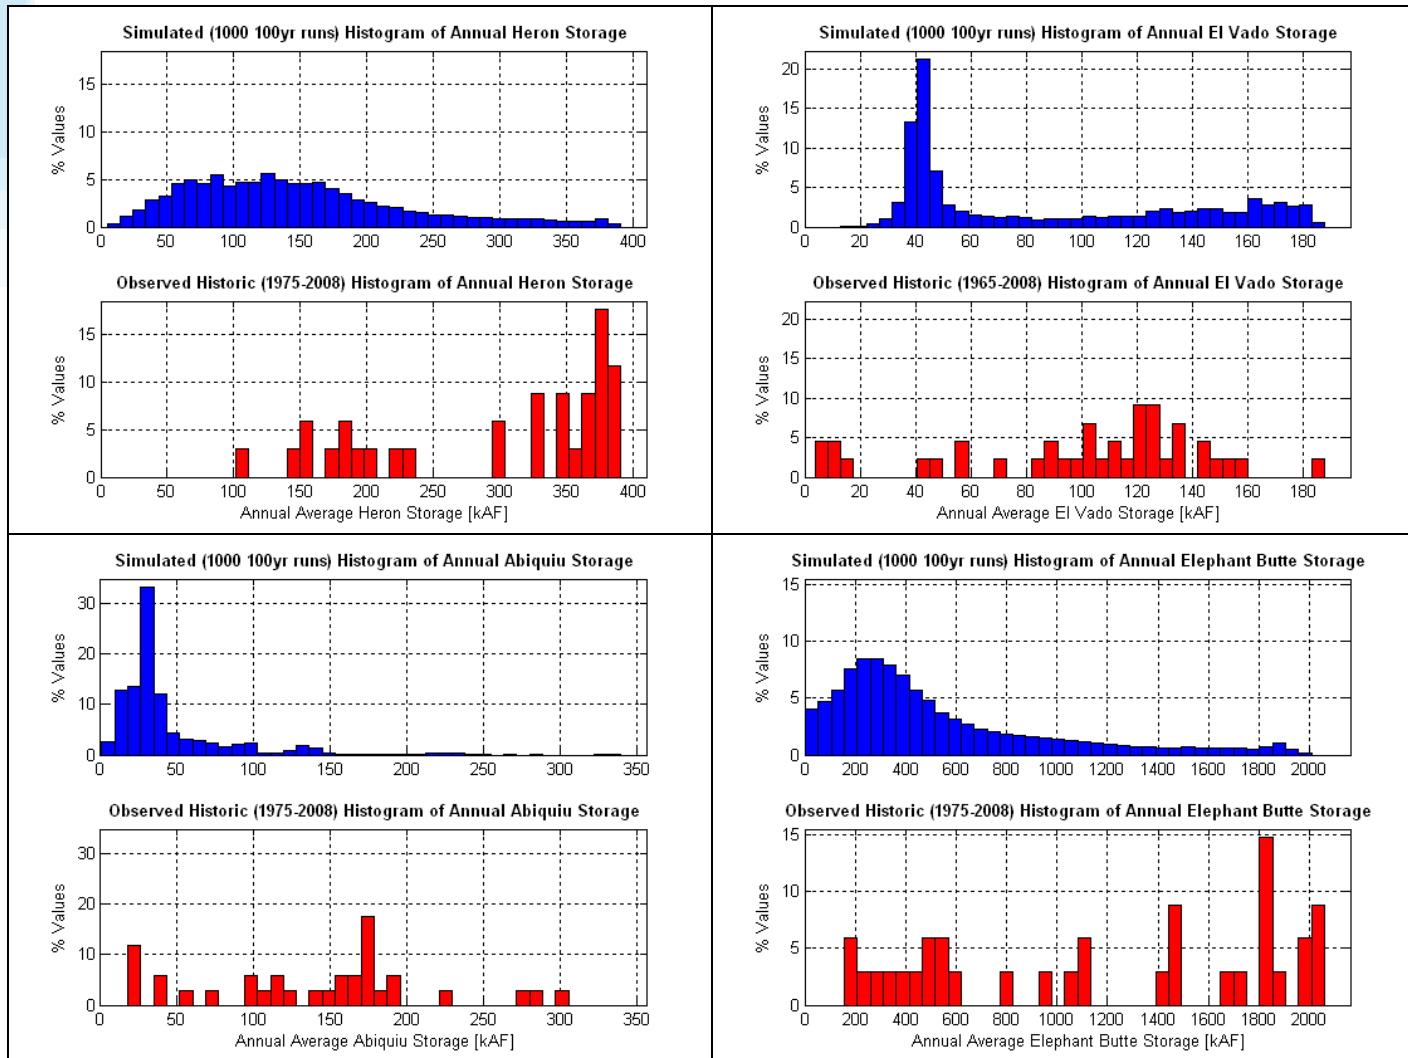 Simulated (1000 100yr runs) Histogram of Annual Heron Storage
% Values
15
10
5
0
0 50 100 150 200 250 300 350 400
Observed Historic (1975-2008) Histogram of Annual Heron Storage
% Values
15
10
5
0
0 50 100 150 200 250 300 350 400
Annual Average Heron Storage [kAF]
Simulated (1000 100yr runs) Histogram of Annual El Vado Storage
% Values
20
15
10
5
0
0 20 40 60 80 100 120 140 160 180
Observed Historic (1965-2008) Histogram of Annual El Vado Storage
% Values
20
15
10
5
0
0 20 40 60 80 100 120 140 160 180
Annual Average El Vado Storage [kAF]
Simulated (1000 100yr runs) Histogram of Annual Abiquiu Storage
% Values
30
20
10
0
0 50 100 150 200 250 300 350
Observed Historic (1975-2008) Histogram of Annual Abiquiu Storage
% Values
30
20
10
0
0 50 100 150 200 250 300 350
Annual Average Abiquiu Storage [kAF]
Simulated (1000 100yr runs) Histogram of Annual Elephant Butte Storage
% Values
15
10
5
0
0 200 400 600 800 1000 1200 1400 1600 1800 2000
Observed Historic (1975-2008) Histogram of Annual Elephant Butte Storage
% Values
15
10
5
0
0 200 400 600 800 1000 1200 1400 1600 1800 2000
Annual Average Elephant Butte Storage [kAF]